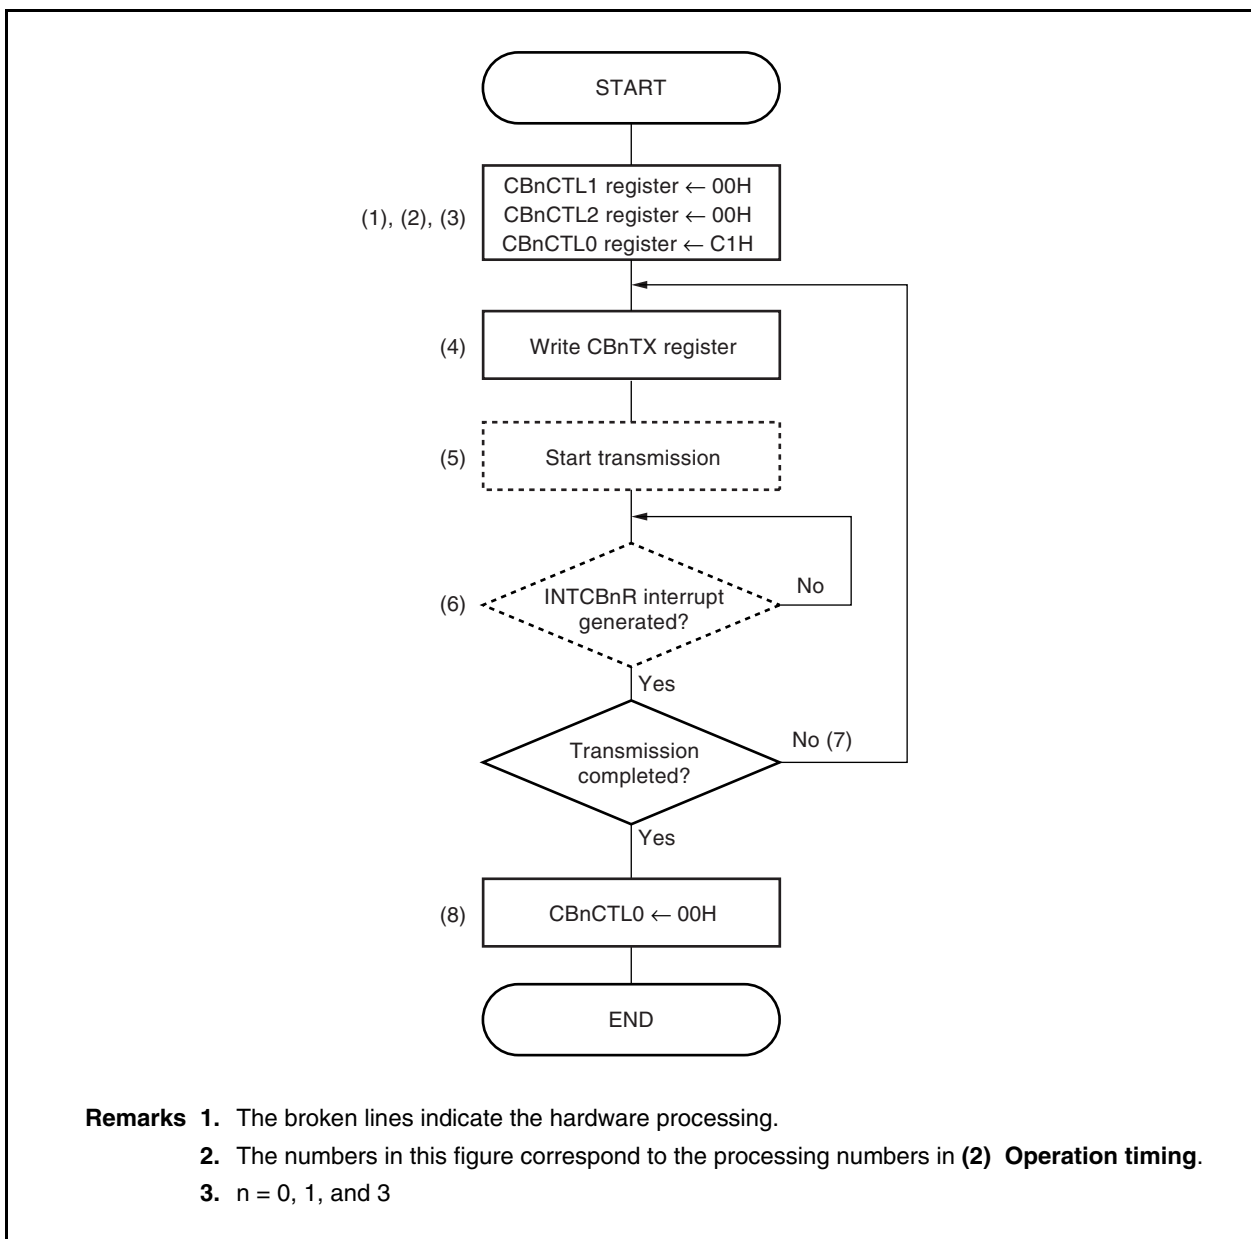 START
CBnCTL1 register ← 00H
(1), (2), (3) CBnCTL2 register ← 00H
CBnCTL0 register ← C1H
(4) Write CBnTX register
(5) Start transmission
(6) INTCBnR interrupt
generated?
No
Yes
Transmission
completed?
No (7)
Yes
(8) CBnCTL0 ← 00H
END
Remarks 1. The broken lines indicate the hardware processing.
2. The numbers in this figure correspond to the processing numbers in (2) Operation timing.
3. n = 0, 1, and 3